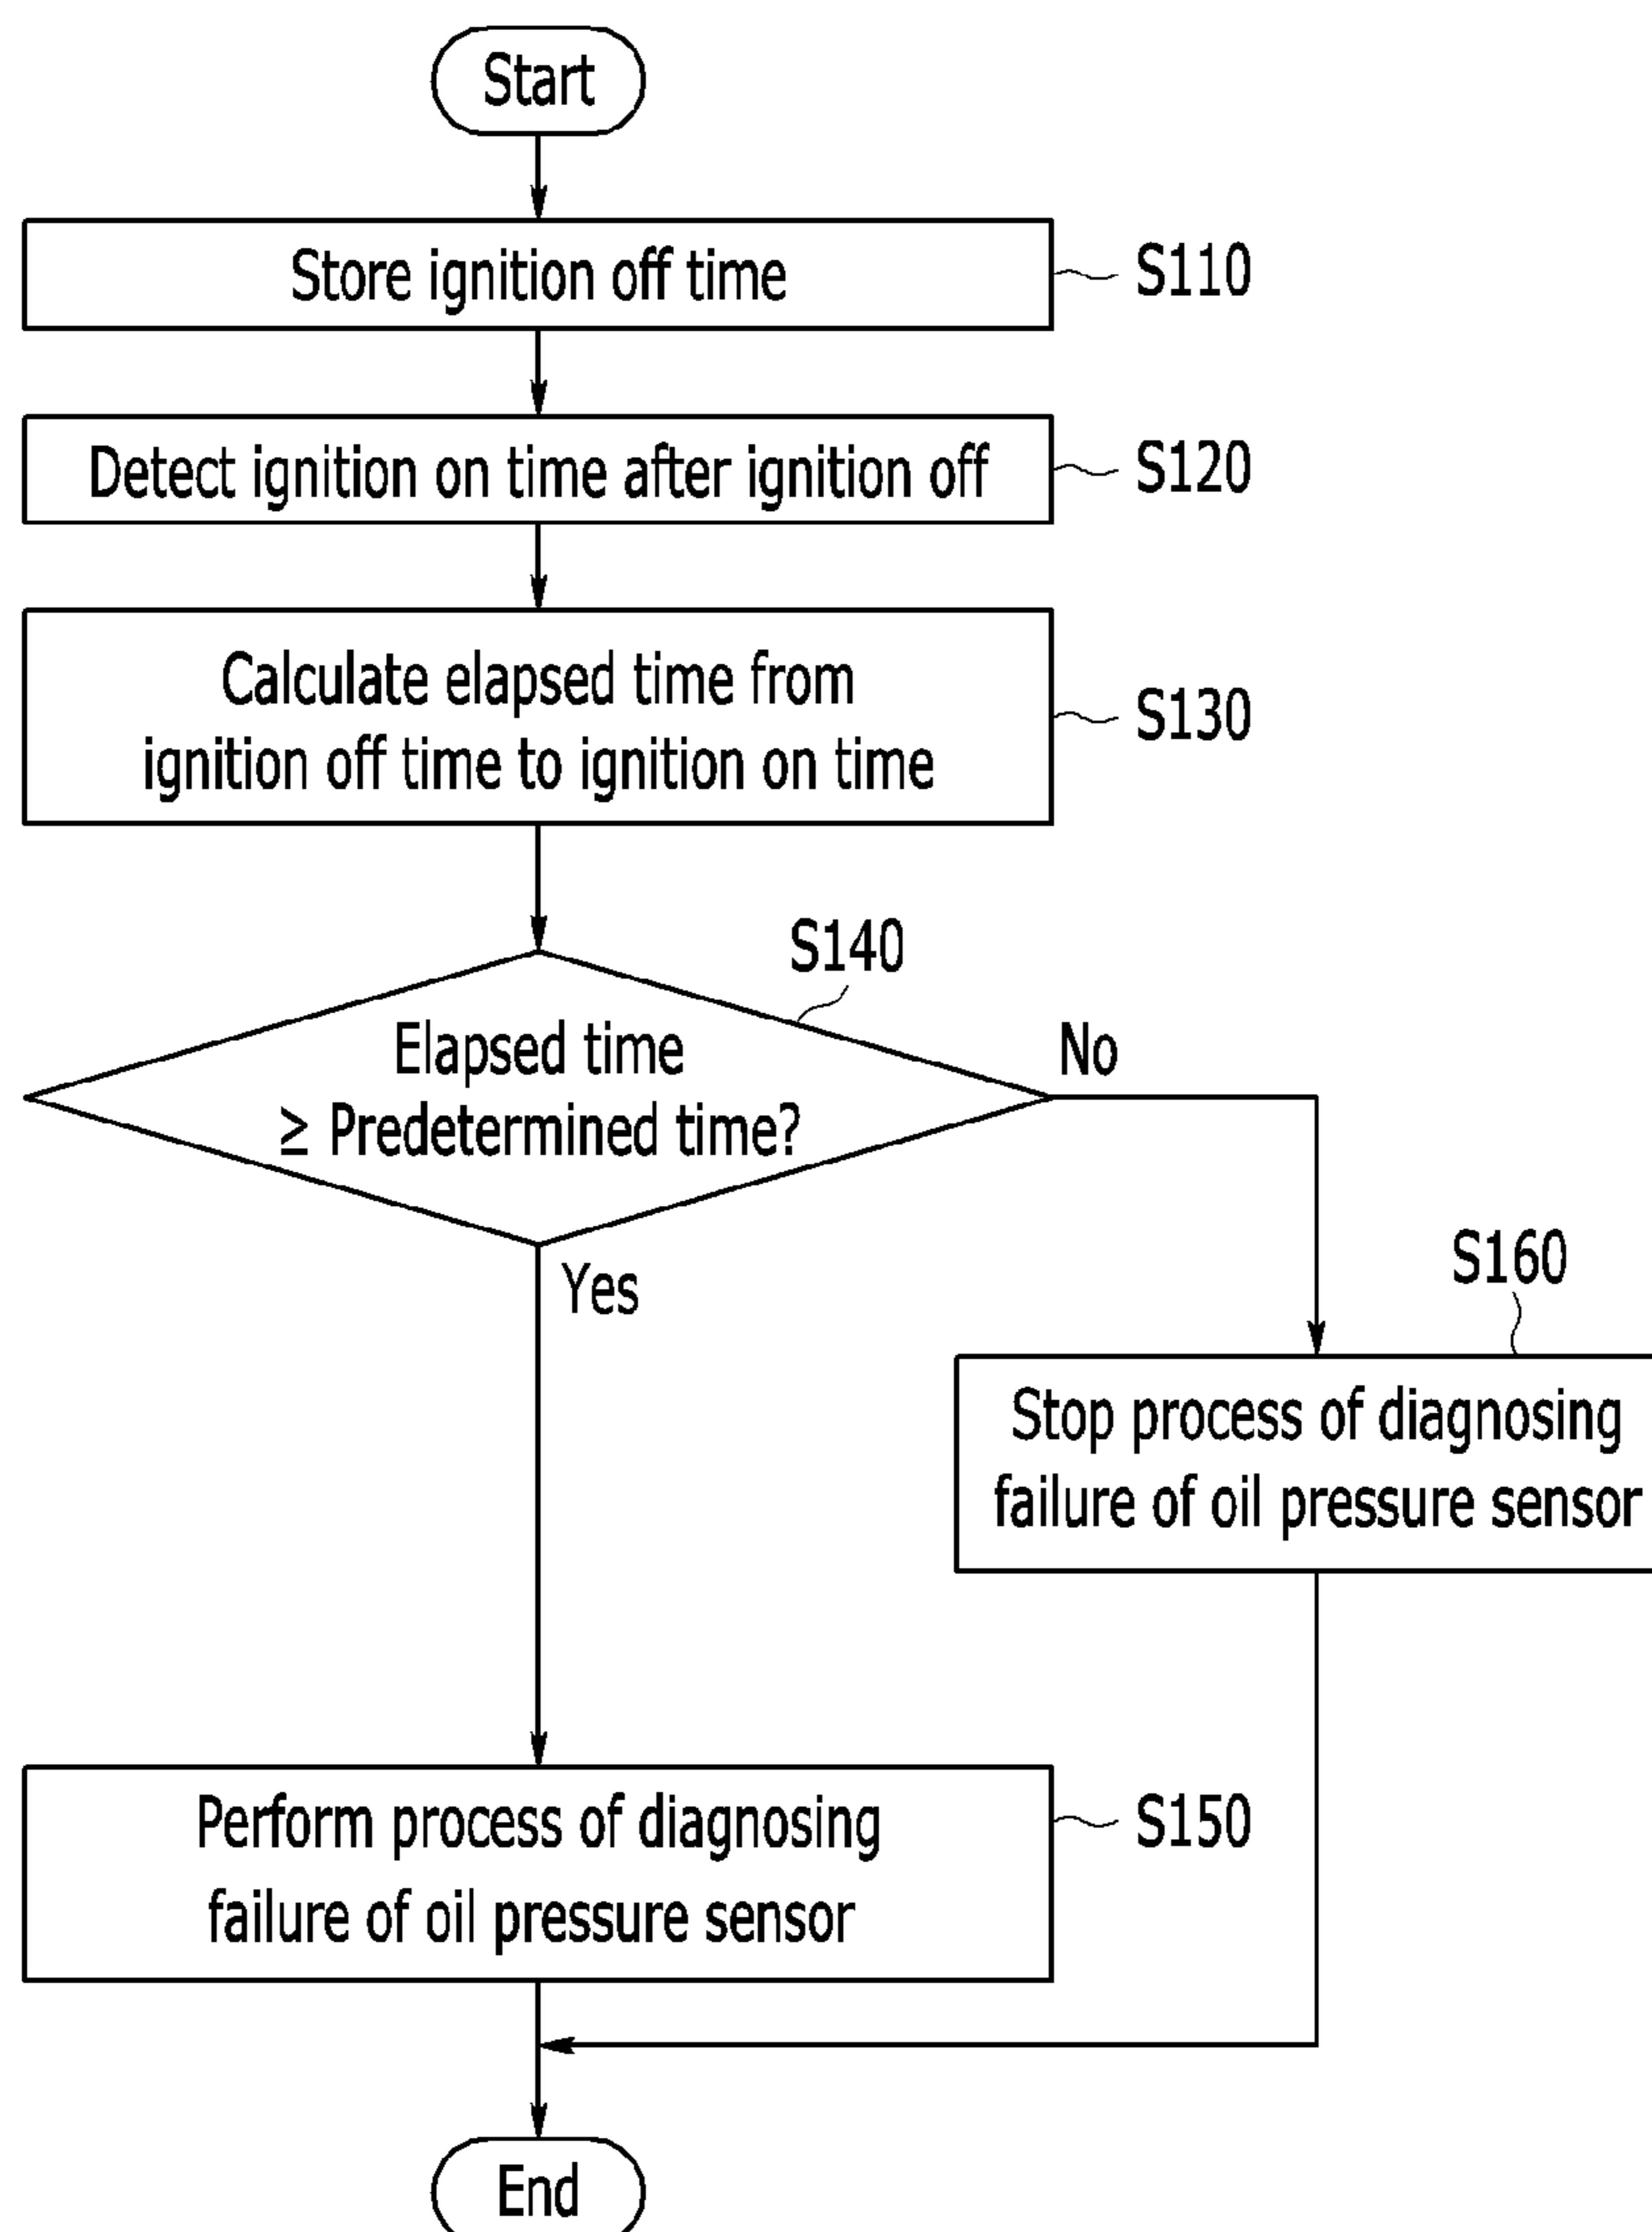 Start
Store ignition off time
S110
Detect ignition on time after ignition off
S120
Calculate elapsed time from
ignition off time to ignition on time
S130
S140
Elapsed time
≥ Predetermined time?
No
Yes
S160
Stop process of diagnosing
failure of oil pressure sensor
Perform process of diagnosing
failure of oil pressure sensor
S150
End